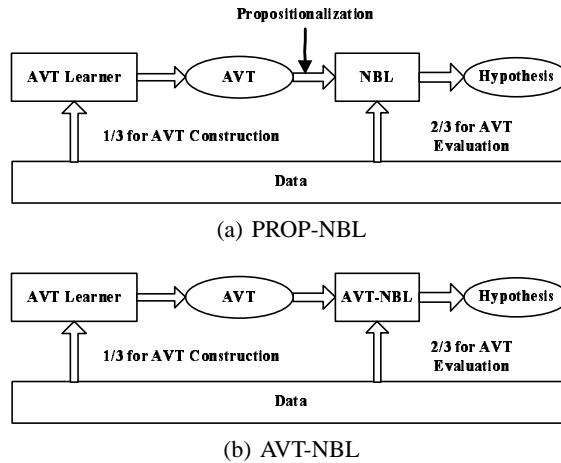 Propositionalization
AVT Learner
AVT
NBL
Hypothesis
1/3 for AVT Construction
2/3 for AVT
Evaluation
Data
(a) PROP-NBL
AVT Learner
AVT
AVT-NBL
Hypothesis
1/3 for AVT Construction
2/3 for AVT
Evaluation
Data
(b) AVT-NBL